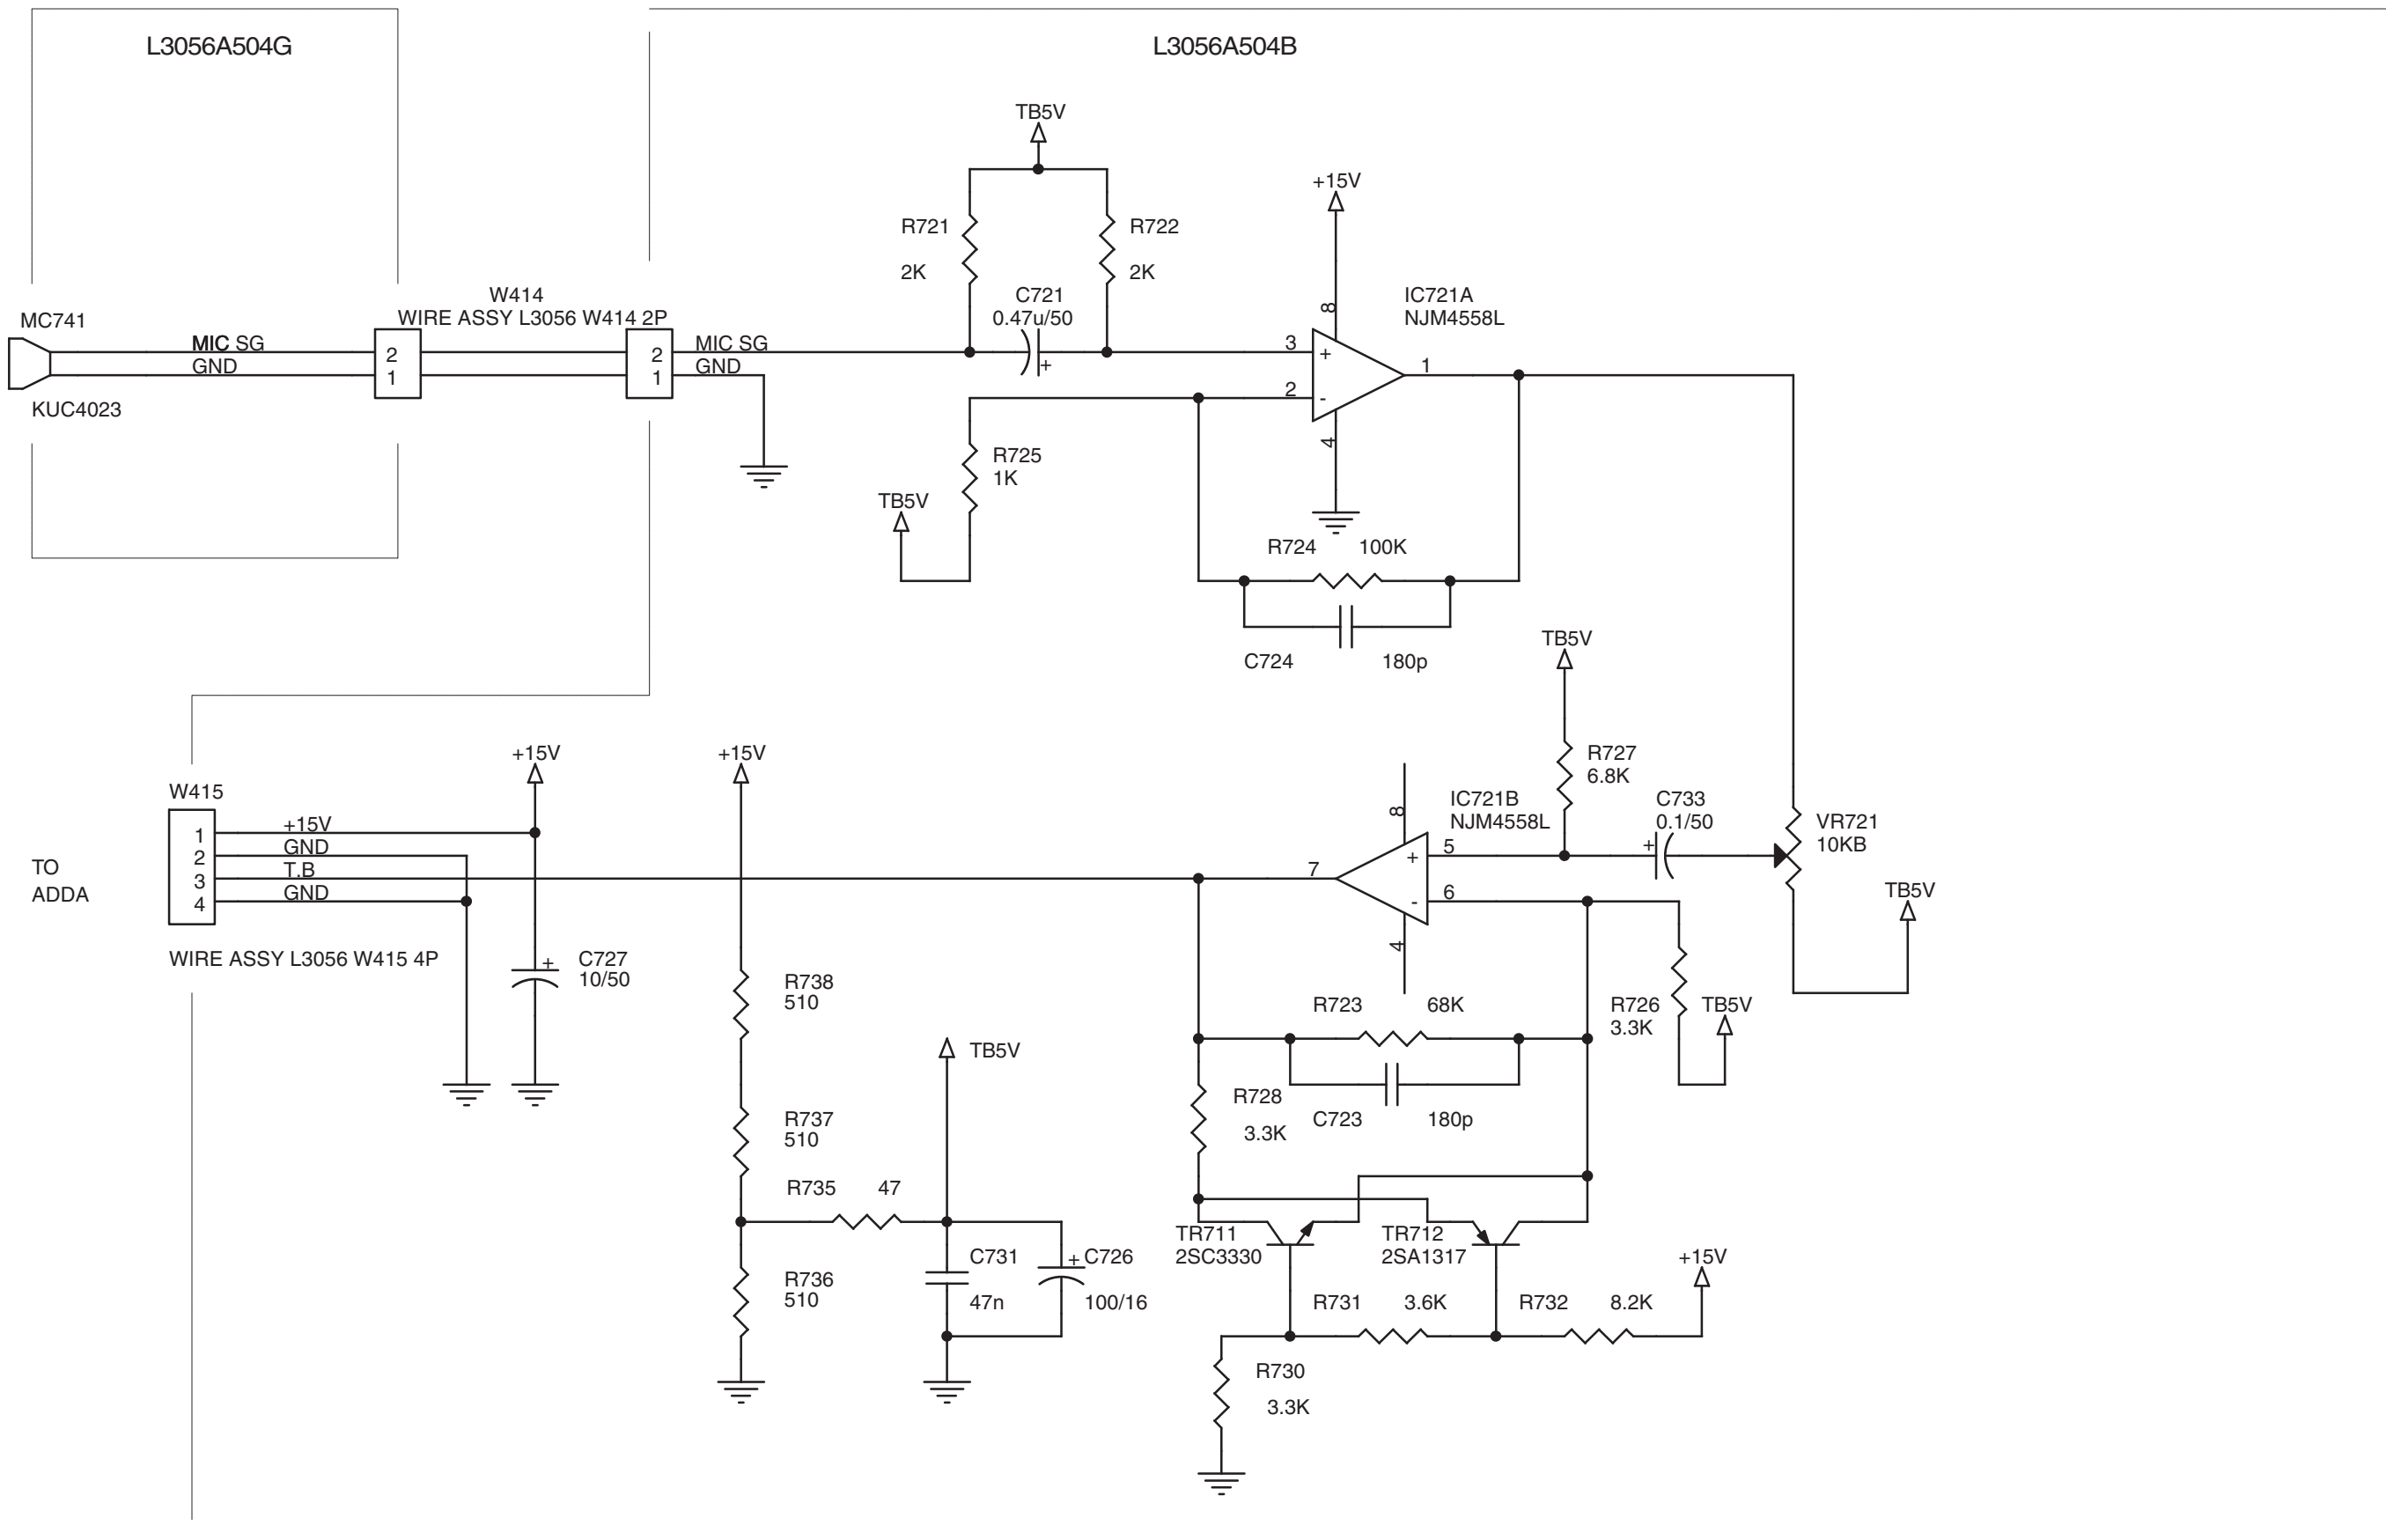 L3056A504G
L3056A504B
TB5V
+15V
R721
2K
R722
2K
C721
0.47u/50
+
IC721A
NJM4558L
8
3
+
2
-
1
4
W414
WIRE ASSY L3056 W414 2P
MC741
MIC SG
GND
2
1
2
1
MIC SG
GND
KUC4023
R725
1K
TB5V
R724 100K
C724 180p
TB5V
R727
6.8K
+15V
+15V
W415
1
2
3
4
+15V
GND
T.B
GND
TO
ADDA
WIRE ASSY L3056 W415 4P
+
C727
10/50
IC721B
NJM4558L
8
5
+
6
-
7
4
C733
0.1/50
+
VR721
10KB
TB5V
R738
510
R723 68K
R726
3.3K
TB5V
TB5V
R728
3.3K
C723 180p
R737
510
R735 47
TR711
2SC3330
TR712
2SA1317
+15V
C731
47n
+
C726
100/16
R736
510
R731 3.6K
R732 8.2K
R730
3.3K